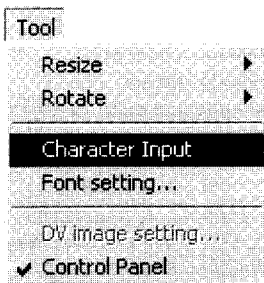 Tool
Resize
Rotate
Character Input
Font setting...
DV image setting...
✔ Control Panel